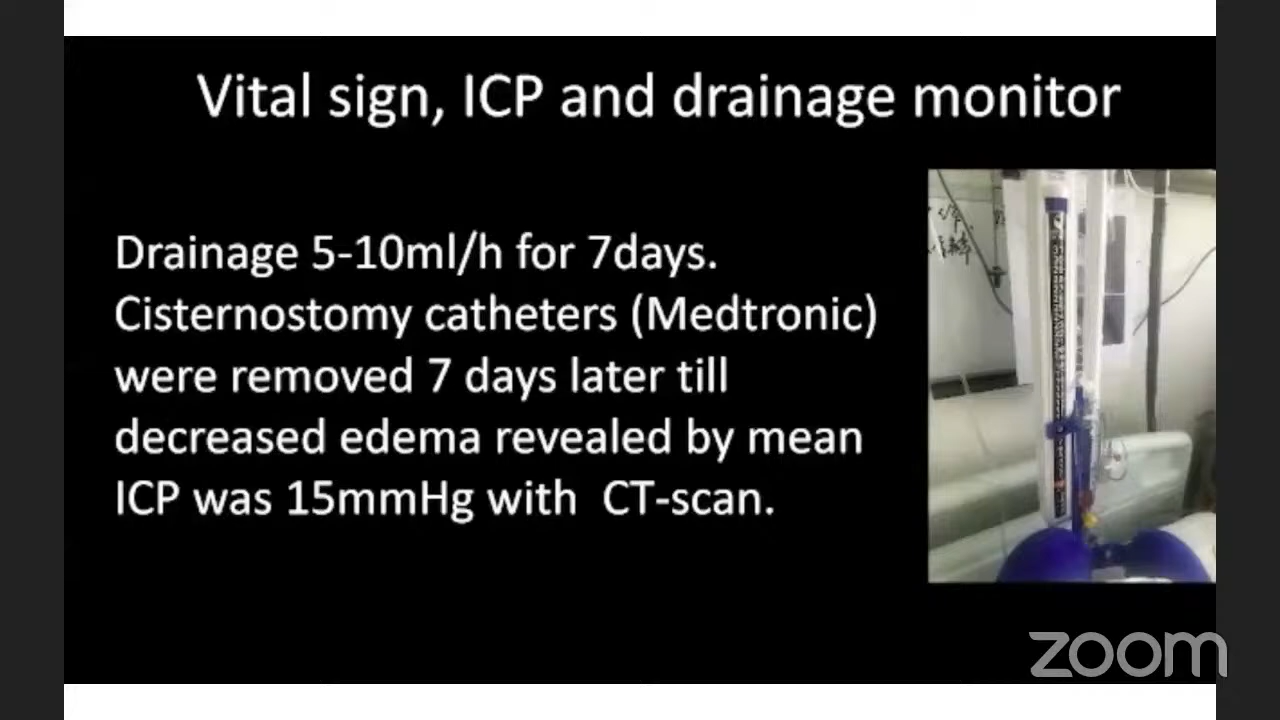 Vital sign, ICP and drainage monitor
Drainage 5-10ml/h for 7days.
Cisternostomy catheters (Medtronic)
were removed 7 days later till
decreased edema revealed by mean
ICP was 15mmHg with CT-scan.
zoom